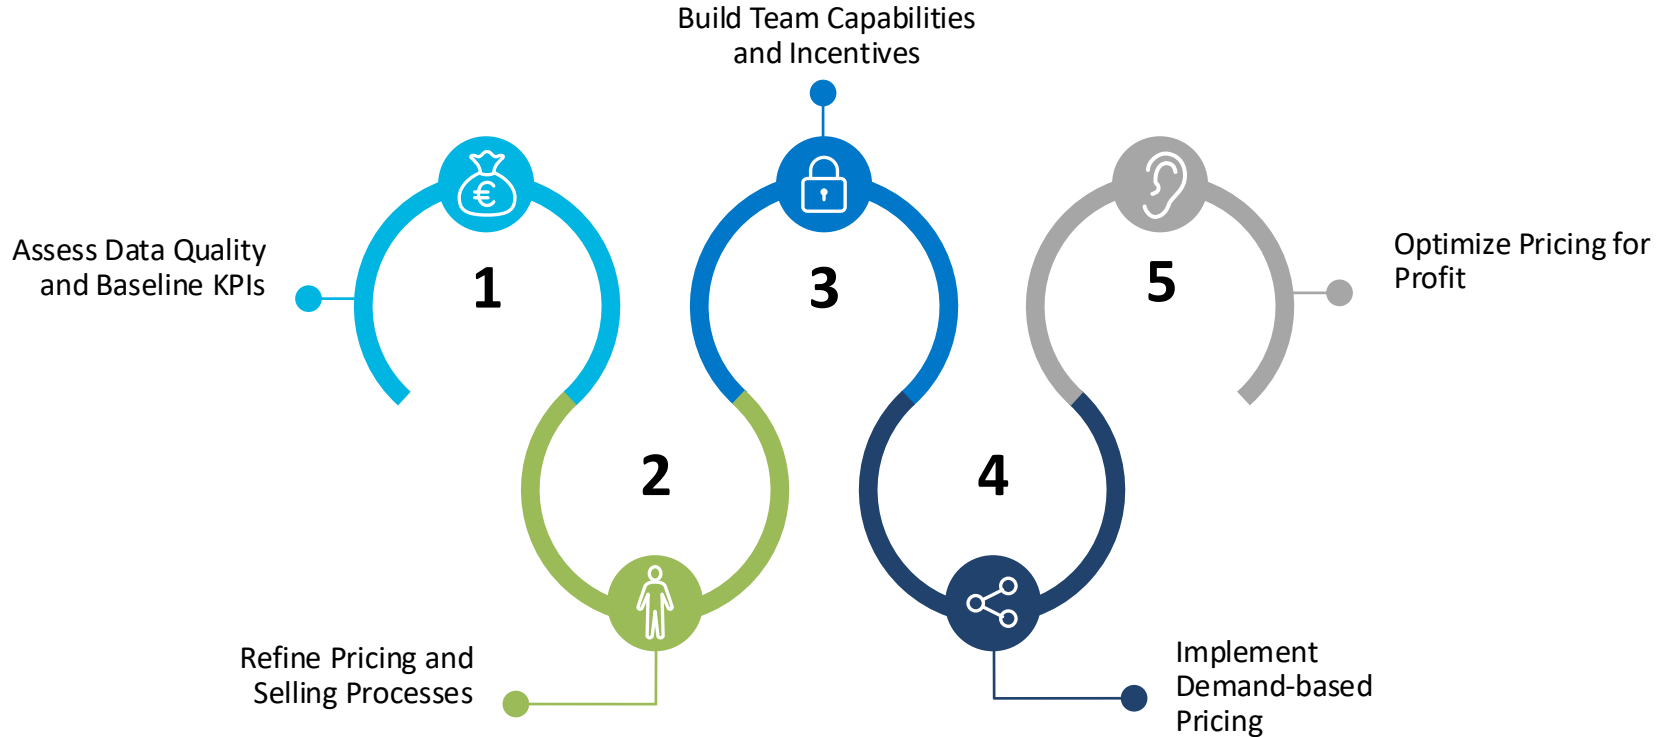 Assess Data Quality
and Baseline KPIs
€
1
Refine Pricing and
Selling Processes
2
Build Team Capabilities
and Incentives
3
Implement
Demand-based
Pricing
4
Optimize Pricing for
Profit
5